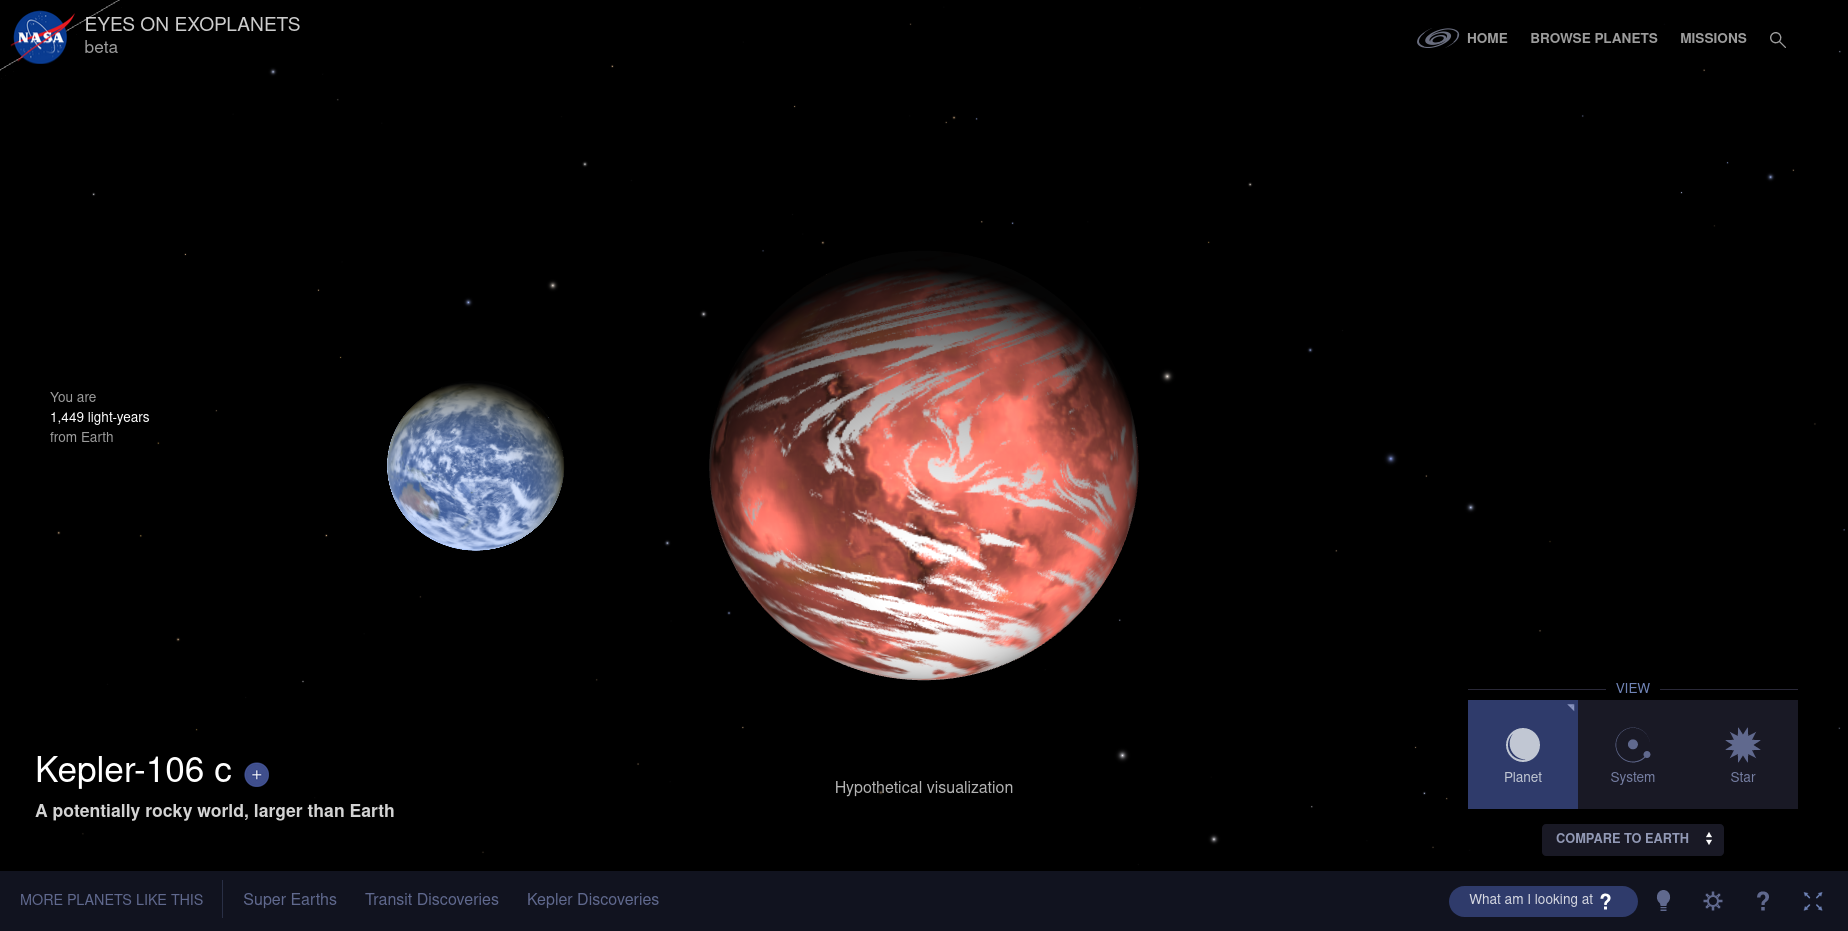 NASA
EYES ON EXOPLANETS
beta
HOME
BROWSE PLANETS
MISSIONS
You are
1,449 light-years
from Earth
Kepler-106 c +
A potentially rocky world, larger than Earth
Hypothetical visualization
VIEW
Planet
System
Star
COMPARE TO EARTH
MORE PLANETS LIKE THIS
Super Earths
Transit Discoveries
Kepler Discoveries
What am I looking at ?
?